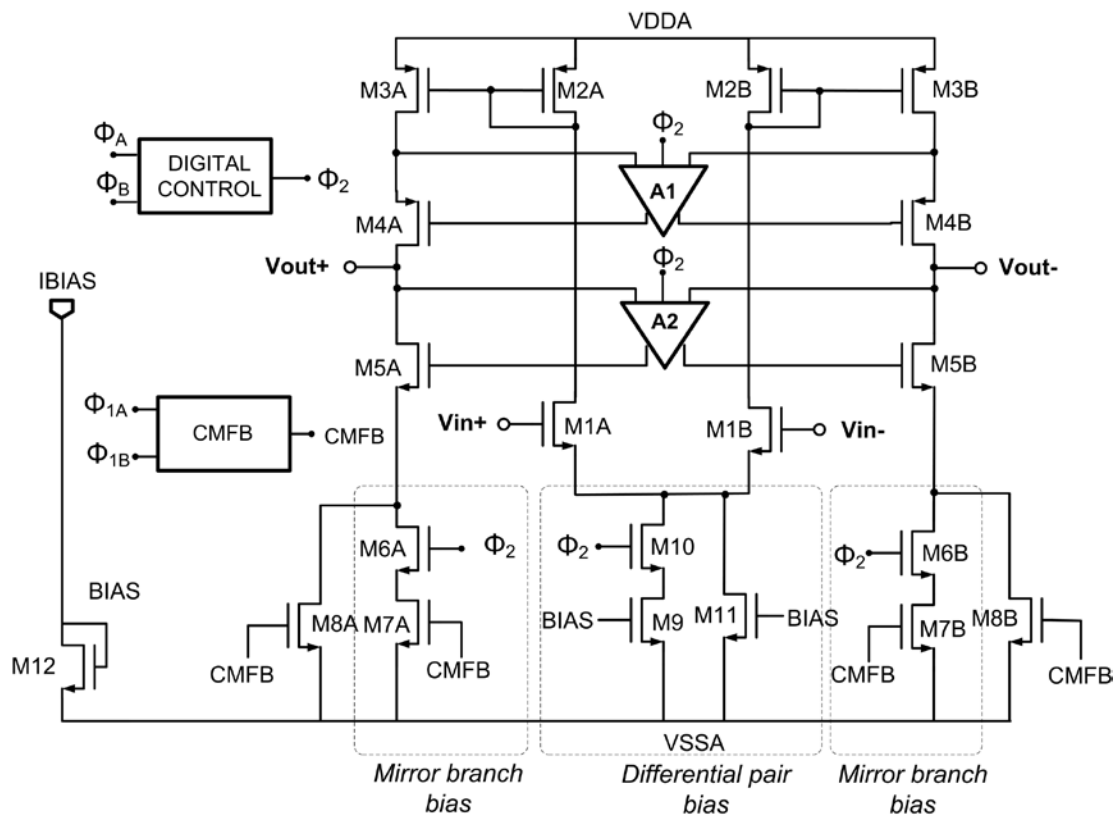 VDDA
M3A
M2A
M2B
M3B
Φ2
ΦA
ΦB
DIGITAL
CONTROL
Φ2
A1
M4A
M4B
Vout+
Vout-
Φ2
IBIAS
A2
M5A
M5B
Φ1A
Φ1B
CMFB
CMFB
Vin+
M1A
M1B
Vin-
M6A
Φ2
Φ2
M10
Φ2
M6B
BIAS
M8A
M7A
BIAS
M9
M11
BIAS
M7B
M8B
M12
CMFB
CMFB
CMFB
CMFB
VSSA
Mirror branch
bias
Differential pair
bias
Mirror branch
bias